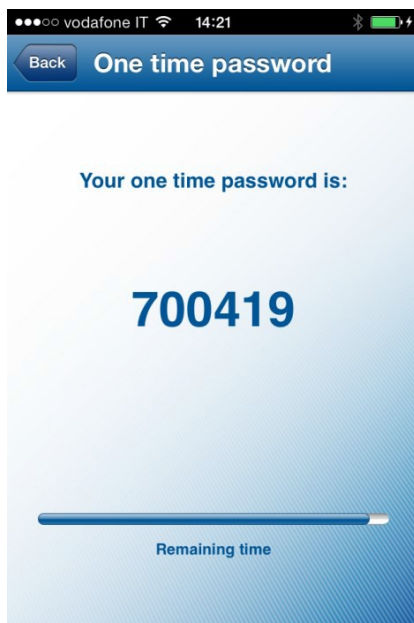 vodafone IT 14:21
Back One time password
Your one time password is:
700419
Remaining time